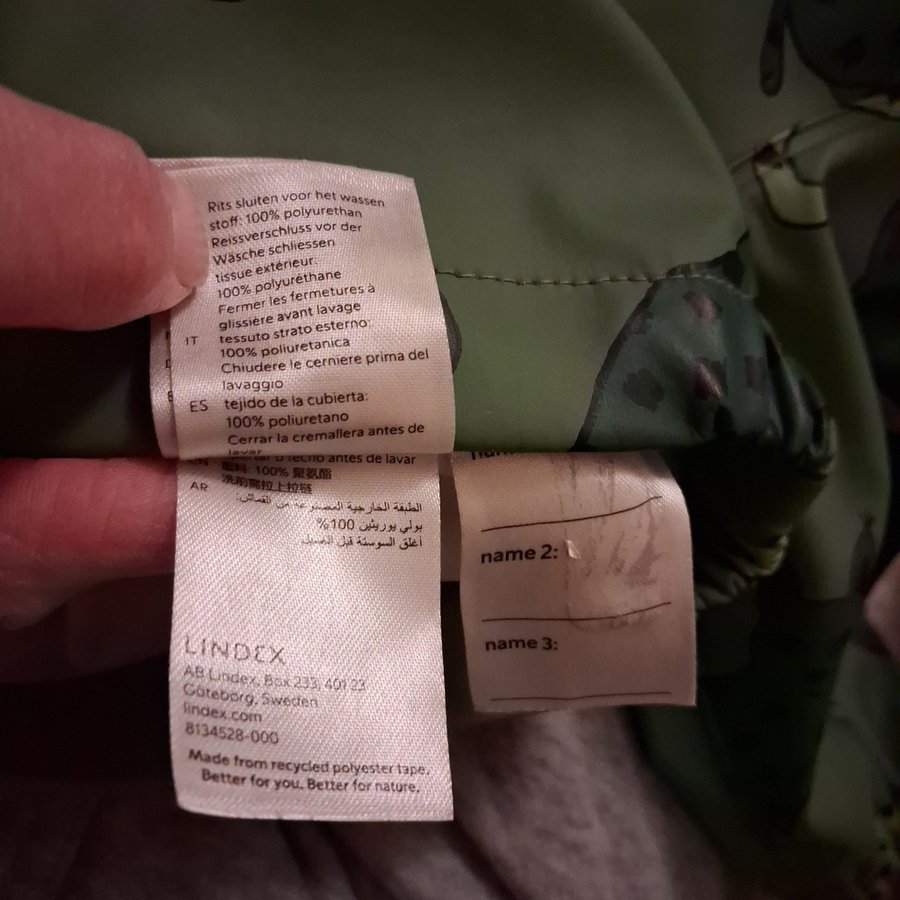 Rits sluiten voor het wassen
stoff: 100% polyurethan
Reissverschluss vor der
Wäsche schliessen
tissue extérieur:
100% polyuréthane
Fermer les fermetures à
glissière avant lavage
IT tessuto strato esterno:
100% poliuretanica
Chiudere le cerniere prima del
lavaggio
ES tejido de la cubierta:
100% poliuretano
Cerrar la cremallera antes de
lavar
antes de lavar
面料: 100% 聚氨酯
洗前需拉上拉链
AR الطبقة الخارجية المصنوعة من القماش:
بولي يوريثين 100%
أغلق السوستة قبل الغسيل
LINDEX
AB Lindex, Box 233, 401 23
Göteborg, Sweden
lindex.com
8134528-000
Made from recycled polyester tape.
Better for you. Better for nature.
name 2:
name 3: